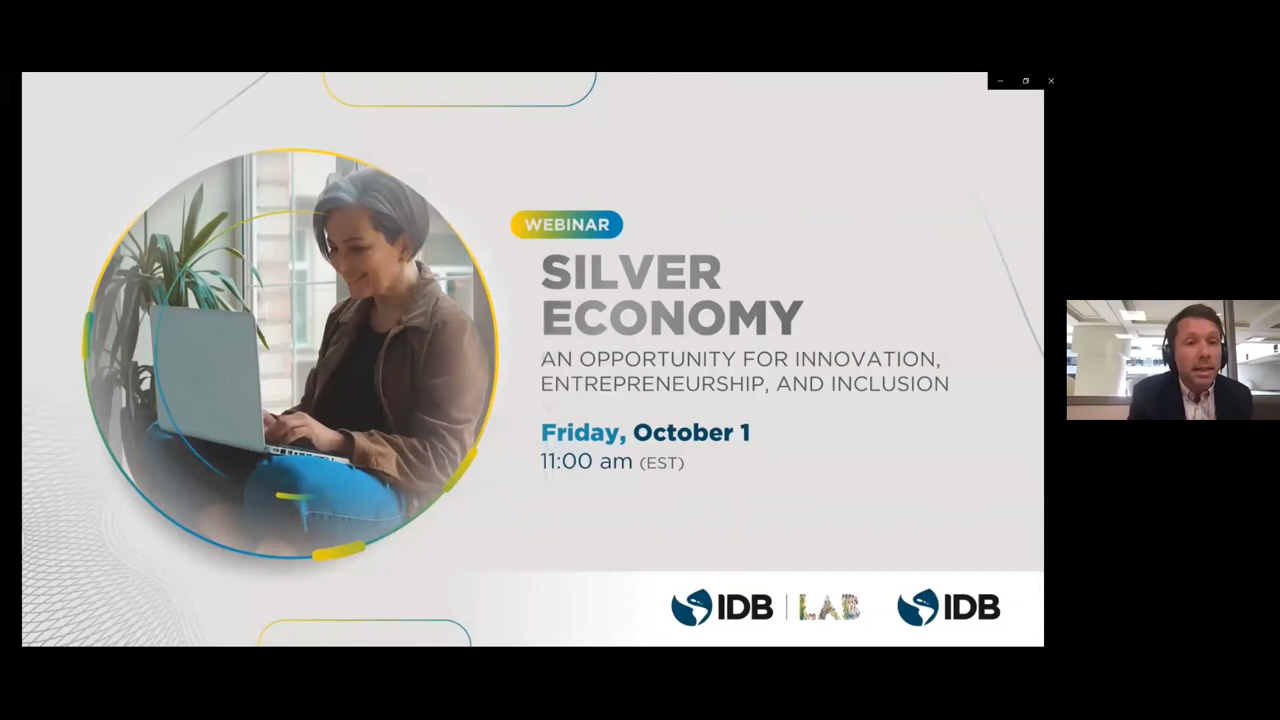 WEBINAR
SILVER
ECONOMY
AN OPPORTUNITY FOR INNOVATION,
ENTREPRENEURSHIP, AND INCLUSION
Friday, October 1
11:00 am (EST)
IDB | LAB IDB